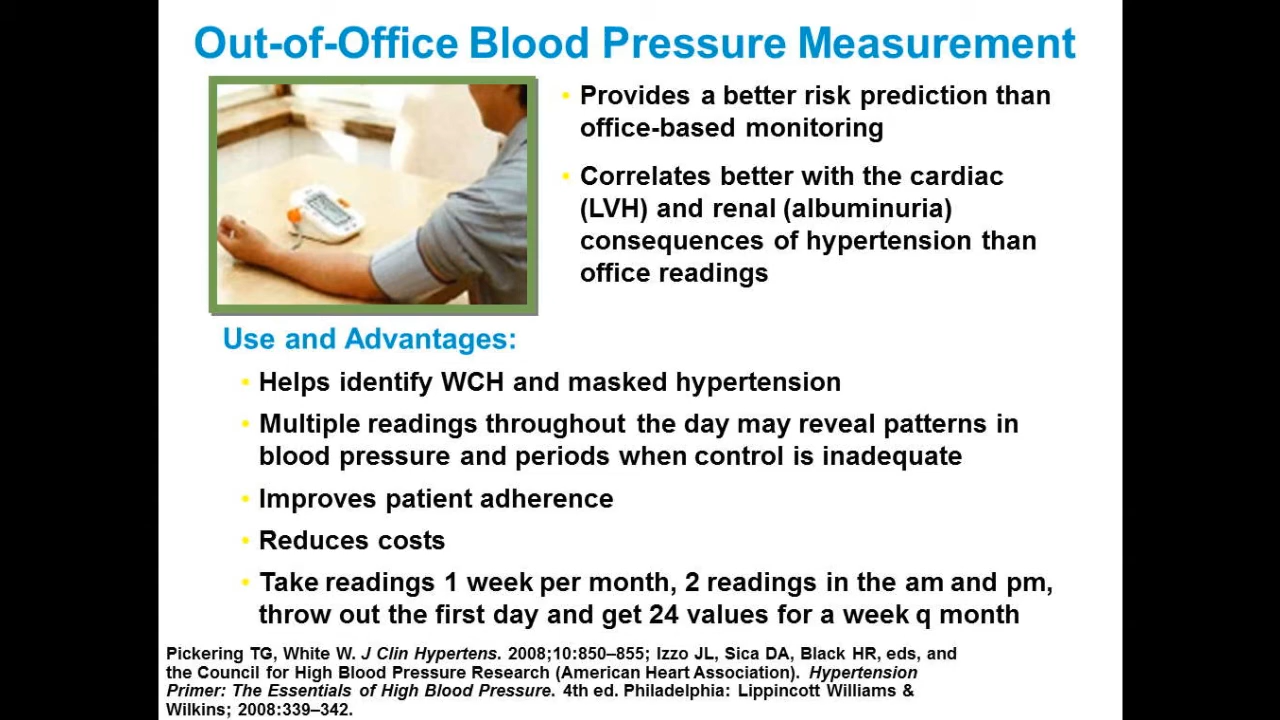 Out-of-Office Blood Pressure Measurement
• Provides a better risk prediction than
office-based monitoring
• Correlates better with the cardiac
(LVH) and renal (albuminuria)
consequences of hypertension than
office readings
Use and Advantages:
• Helps identify WCH and masked hypertension
• Multiple readings throughout the day may reveal patterns in
blood pressure and periods when control is inadequate
• Improves patient adherence
• Reduces costs
• Take readings 1 week per month, 2 readings in the am and pm,
throw out the first day and get 24 values for a week q month
Pickering TG, White W. J Clin Hypertens. 2008;10:850–855; Izzo JL, Sica DA, Black HR, eds, and
the Council for High Blood Pressure Research (American Heart Association). Hypertension
Primer: The Essentials of High Blood Pressure. 4th ed. Philadelphia: Lippincott Williams &
Wilkins; 2008:339–342.